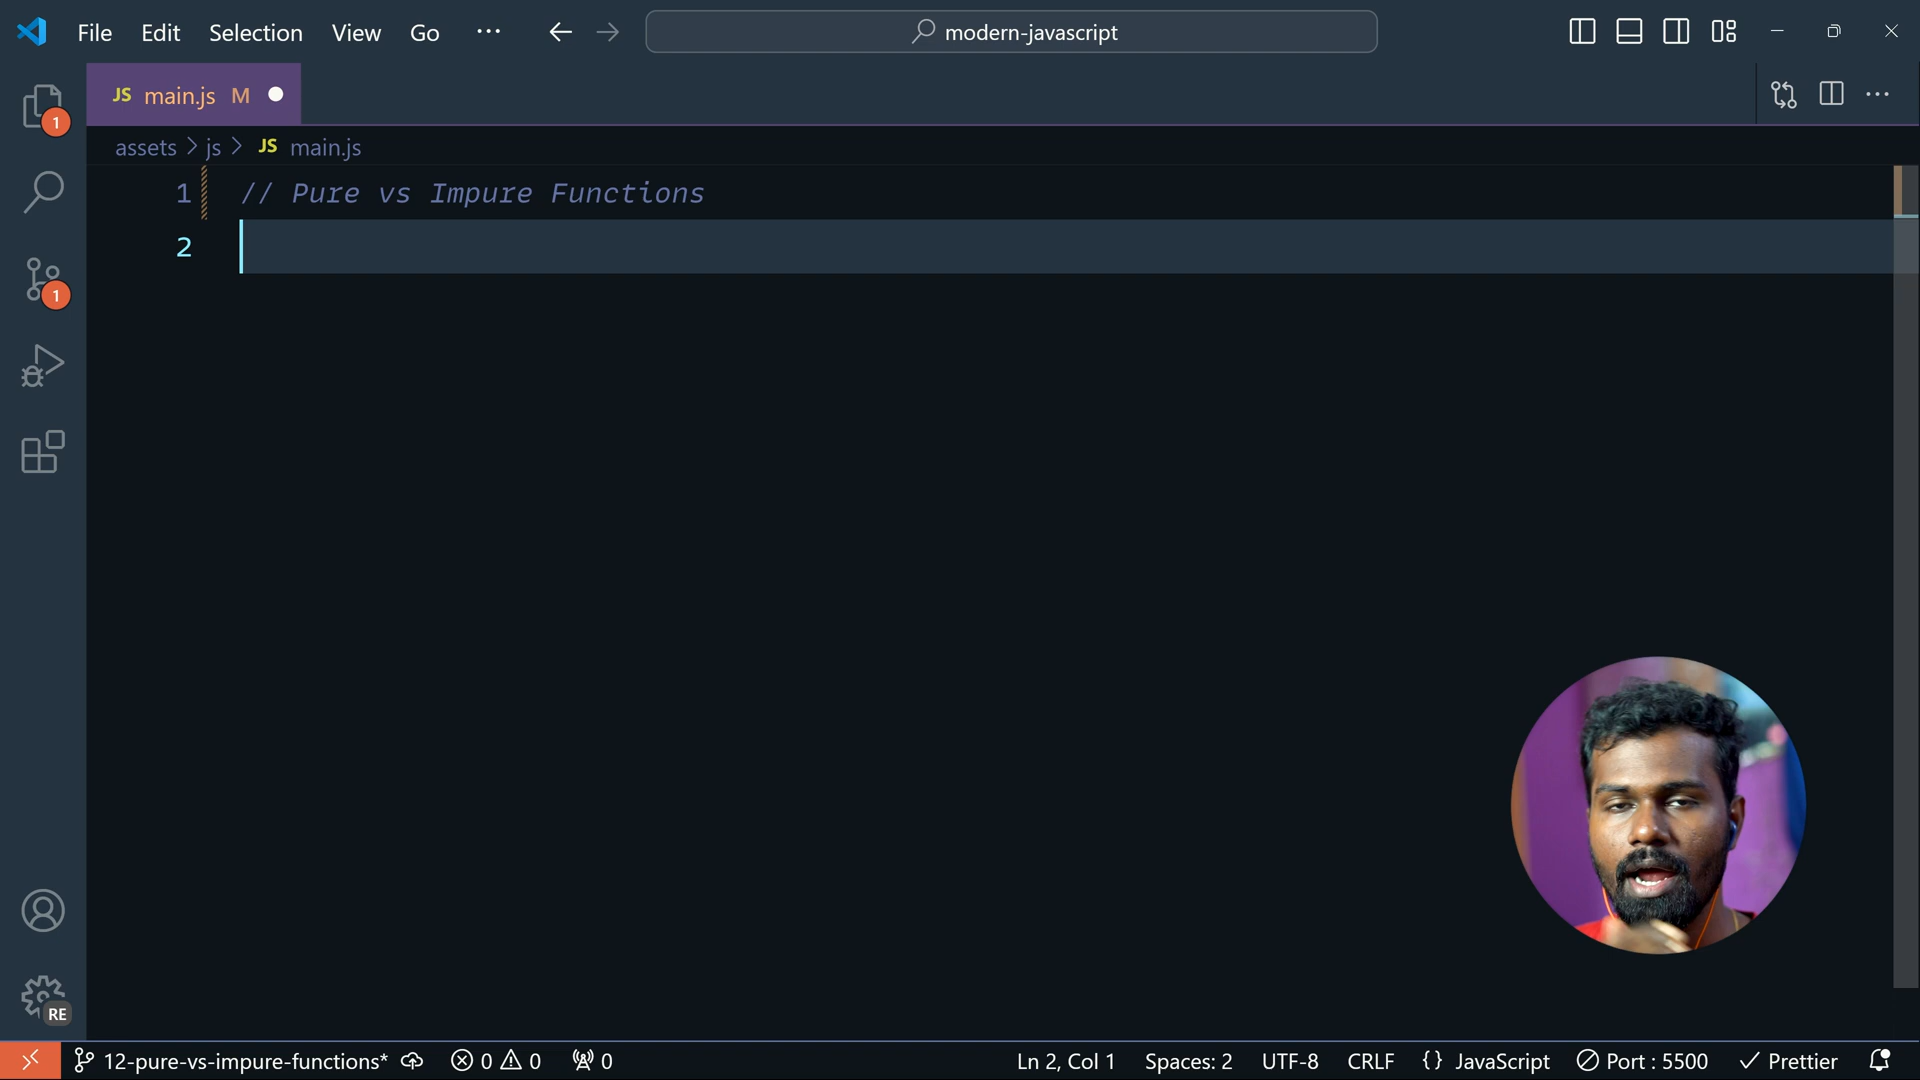 File Edit Selection View Go ··· modern-javascript
JS main.js M
assets > js > JS main.js
1 // Pure vs Impure Functions
2
1
1
RE
12-pure-vs-impure-functions* 0 0 0 Ln 2, Col 1 Spaces: 2 UTF-8 CRLF {} JavaScript Port : 5500 Prettier